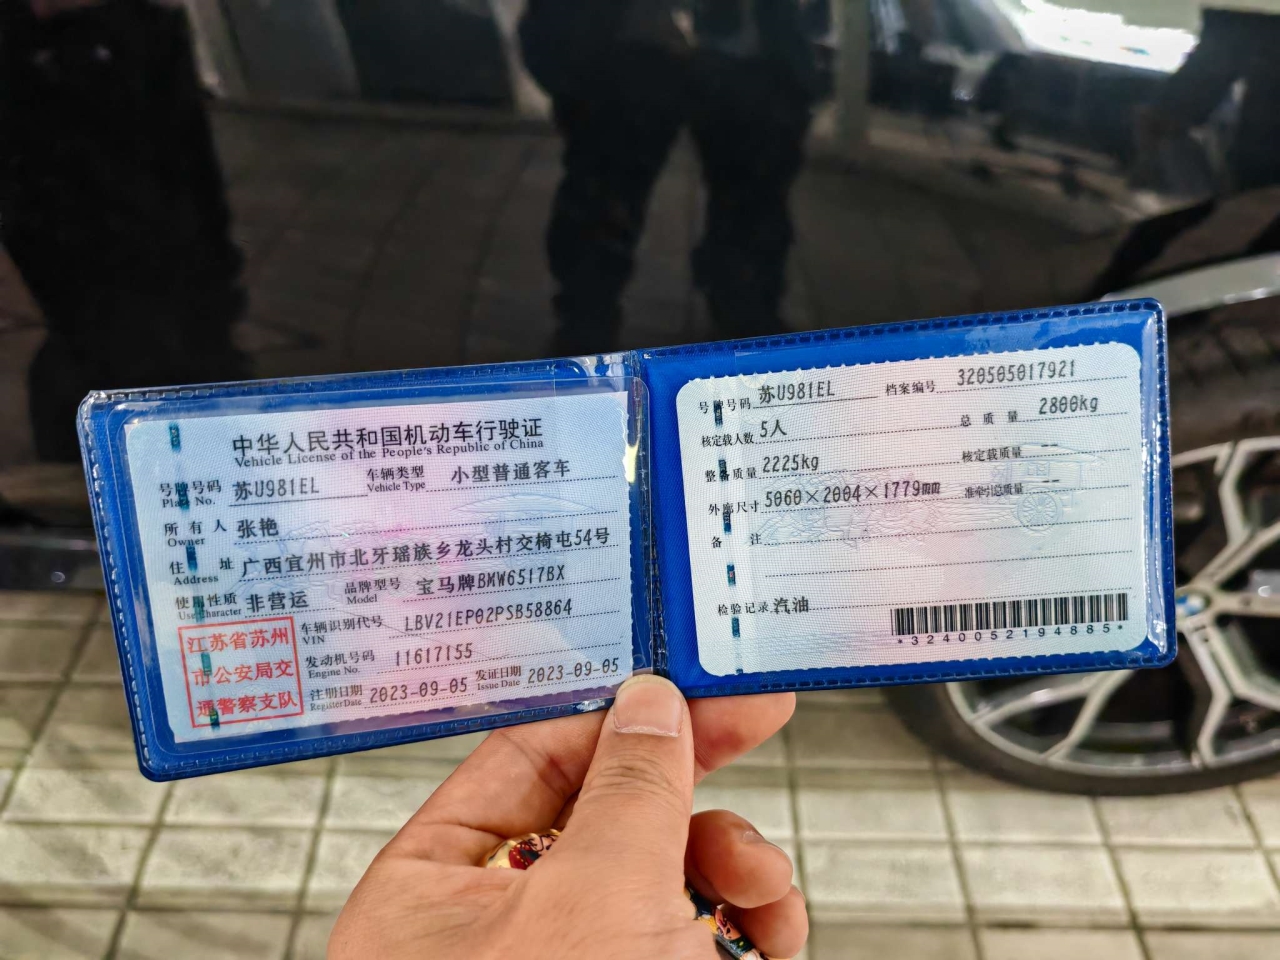 中华人民共和国机动车行驶证
Vehicle License of the People's Republic of China
号牌号码 苏U981EL 车辆类型 小型普通客车
Plate No. Vehicle Type
所有人 张艳
Owner
住址 广西宜州市北牙瑶族乡龙头村交椅屯54号
Address
使用性质 非营运 品牌型号 宝马牌BMW6517BX
Use Character Model
江苏省苏州
市公安局交
通警察支队
车辆识别代号 LBV21EP02PSB58864
VIN
发动机号码 11617155
Engine No.
注册日期 2023-09-05 发证日期 2023-09-05
Register Date Issue Date
号牌号码 苏U981EL 档案编号 320505017921
核定载人数 5人 总质量 2800kg
整备质量 2225kg 核定载质量 --
外廓尺寸 5060×2004×1779mm 准牵引总质量 --
备注
检验记录 汽油
*3240052194885*